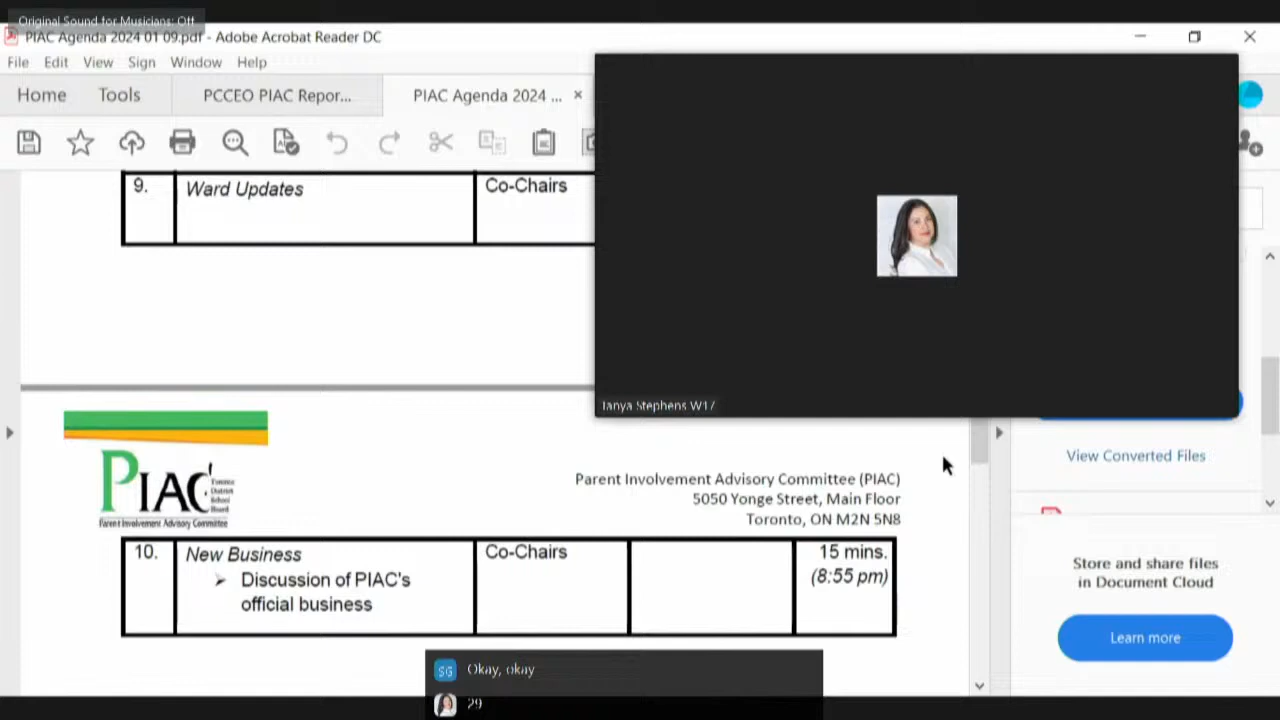 Original Sound for Musicians: Off
PIAC Agenda 2024 01 09.pdf - Adobe Acrobat Reader DC
File Edit View Sign Window Help
Home Tools PCCEO PIAC Repor... PIAC Agenda 2024 ... ×
9. Ward Updates Co-Chairs
Tanya Stephens W17
View Converted Files
PIAC
Toronto
District
School
Board
Parent Involvement Advisory Committee
Parent Involvement Advisory Committee (PIAC)
5050 Yonge Street, Main Floor
Toronto, ON M2N 5N8
10. New Business Co-Chairs 15 mins.
➢ Discussion of PIAC's (8:55 pm)
official business
Store and share files
in Document Cloud
Learn more
SG Okay, okay
29